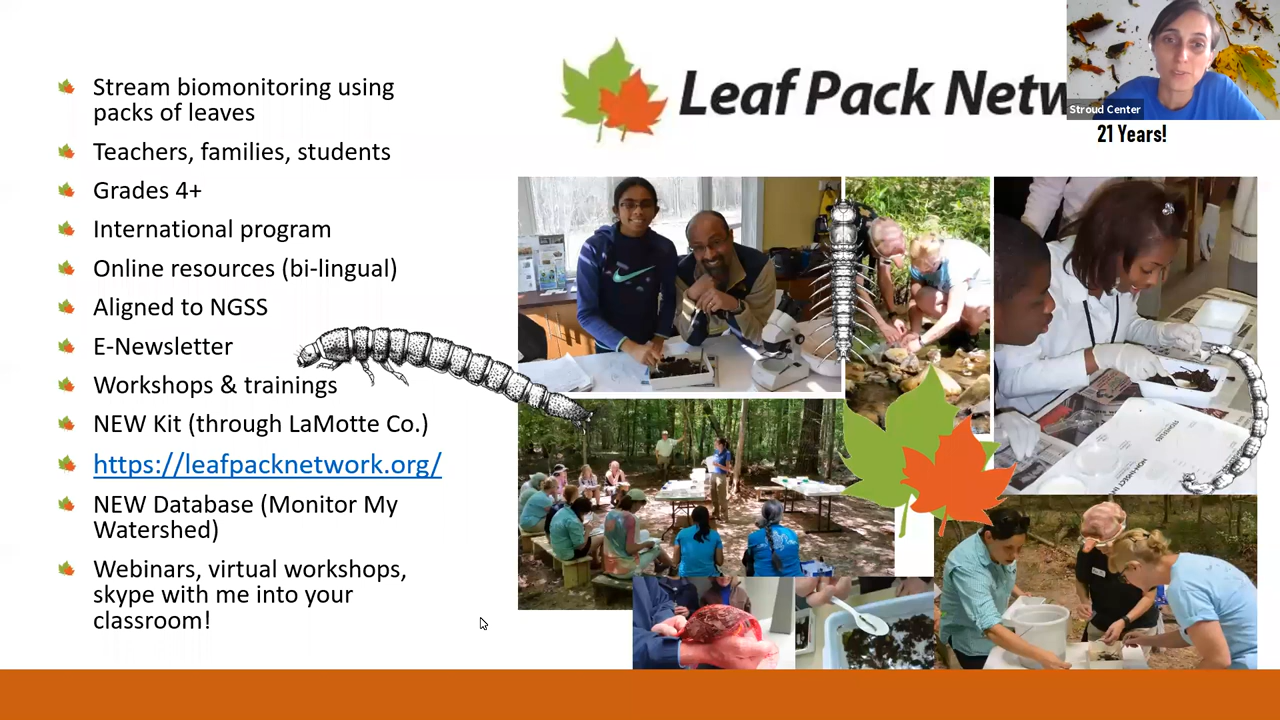 Stream biomonitoring using
packs of leaves
Teachers, families, students
Grades 4+
International program
Online resources (bi-lingual)
Aligned to NGSS
E-Newsletter
Workshops & trainings
NEW Kit (through LaMotte Co.)
https://leafpacknetwork.org/
NEW Database (Monitor My
Watershed)
Webinars, virtual workshops,
skype with me into your
classroom!
Leaf Pack Netw
Stroud Center
21 Years!